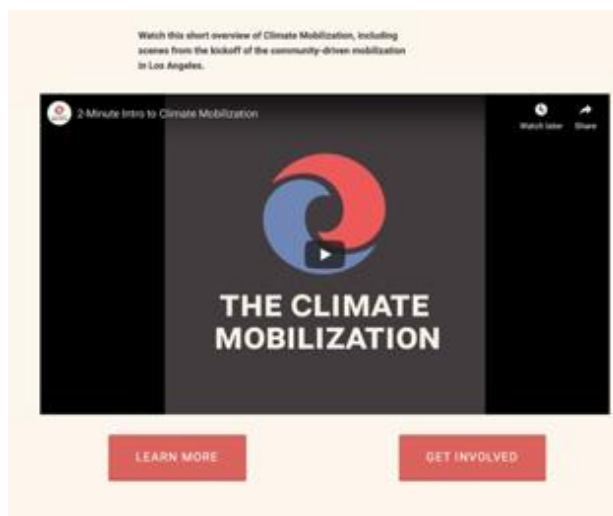 Watch this short overview of Climate Mobilization, including
scenes from the kickoff of the community-driven mobilization
in Los Angeles.
2-Minute Intro to Climate Mobilization
Watch later
Share
THE CLIMATE
MOBILIZATION
LEARN MORE
GET INVOLVED